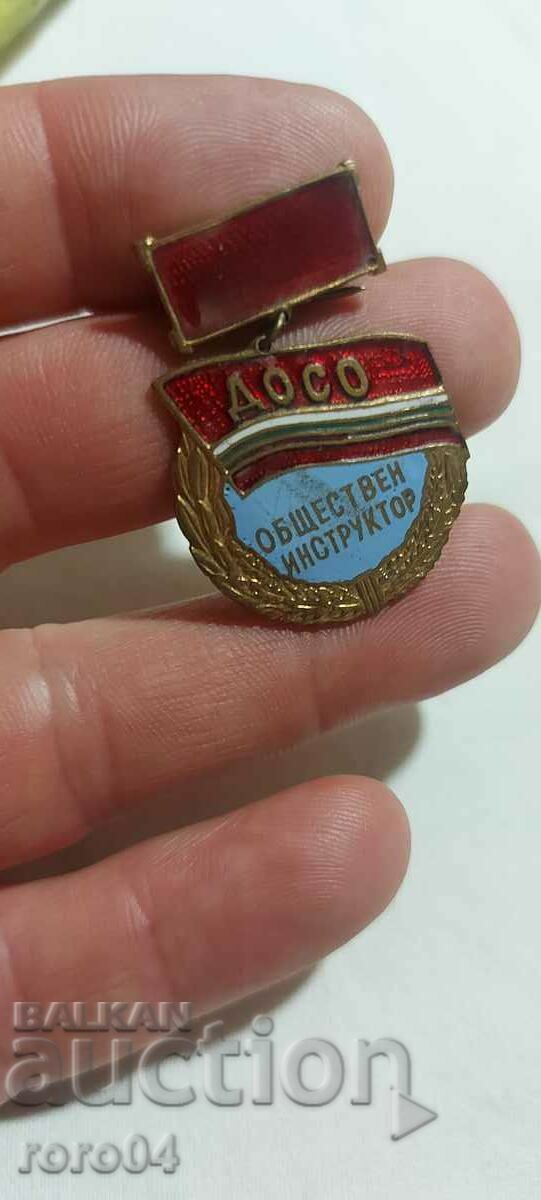 ДОСО
ОБЩЕСТВЕН
ИНСТРУКТОР
BALKAN
auction
roro04